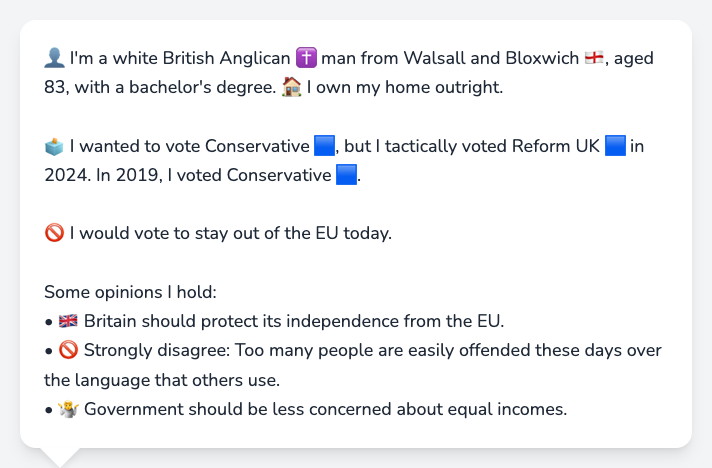 👤 I'm a white British Anglican ✝️ man from Walsall and Bloxwich 🏴󠁧󠁢󠁥󠁮󠁧󠁿, aged
83, with a bachelor's degree. 🏠 I own my home outright.
🗳️ I wanted to vote Conservative 🟦, but I tactically voted Reform UK 🟦 in
2024. In 2019, I voted Conservative 🟦.
🚫 I would vote to stay out of the EU today.
Some opinions I hold:
• 🇬🇧 Britain should protect its independence from the EU.
• 🚫 Strongly disagree: Too many people are easily offended these days over
the language that others use.
• 🤷 Government should be less concerned about equal incomes.